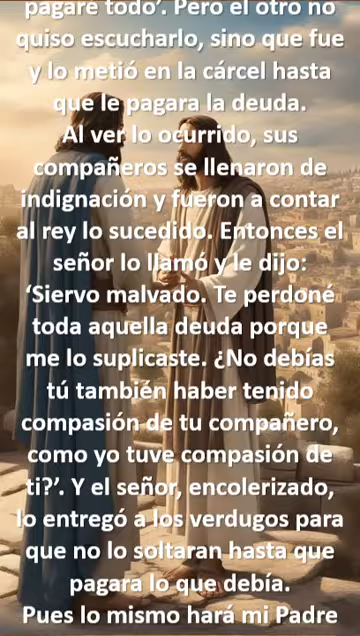 pagaré todo’. Pero el otro no
quiso escucharlo, sino que fue
y lo metió en la cárcel hasta
que le pagara la deuda.
Al ver lo ocurrido, sus
compañeros se llenaron de
indignación y fueron a contar
al rey lo sucedido. Entonces el
señor lo llamó y le dijo:
‘Siervo malvado. Te perdoné
toda aquella deuda porque
me lo suplicaste. ¿No debías
tú también haber tenido
compasión de tu compañero,
como yo tuve compasión de
ti?’. Y el señor, encolerizado,
lo entregó a los verdugos para
que no lo soltaran hasta que
pagara lo que debía.
Pues lo mismo hará mi Padre